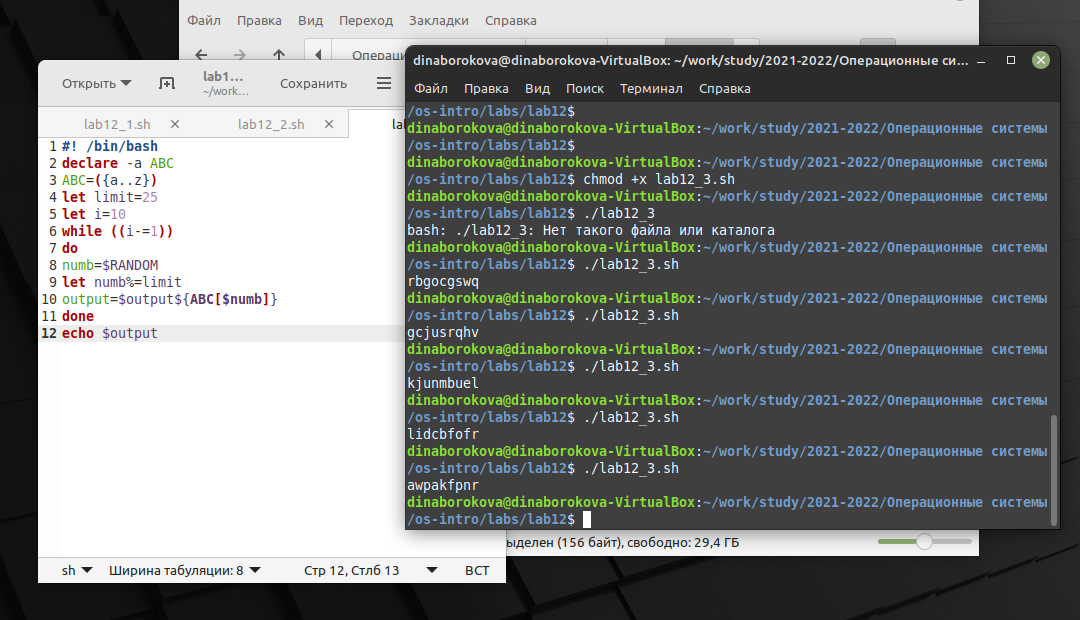 Файл Правка Вид Переход Закладки Справка
Открыть lab1... ~/work... Сохранить
lab12_1.sh lab12_2.sh
1 #! /bin/bash
2 declare -a ABC
3 ABC=({a..z})
4 let limit=25
5 let i=10
6 while ((i-=1))
7 do
8 numb=$RANDOM
9 let numb%=limit
10 output=$output${ABC[$numb]}
11 done
12 echo $output
sh Ширина табуляции: 8 Стр 12, Стлб 13 ВСТ
dinaborokova@dinaborokova-VirtualBox: ~/work/study/2021-2022/Операционные си...
Файл Правка Вид Поиск Терминал Справка
/os-intro/labs/lab12$
dinaborokova@dinaborokova-VirtualBox:~/work/study/2021-2022/Операционные системы
/os-intro/labs/lab12$
dinaborokova@dinaborokova-VirtualBox:~/work/study/2021-2022/Операционные системы
/os-intro/labs/lab12$ chmod +x lab12_3.sh
dinaborokova@dinaborokova-VirtualBox:~/work/study/2021-2022/Операционные системы
/os-intro/labs/lab12$ ./lab12_3
bash: ./lab12_3: Нет такого файла или каталога
dinaborokova@dinaborokova-VirtualBox:~/work/study/2021-2022/Операционные системы
/os-intro/labs/lab12$ ./lab12_3.sh
rbgocgswq
dinaborokova@dinaborokova-VirtualBox:~/work/study/2021-2022/Операционные системы
/os-intro/labs/lab12$ ./lab12_3.sh
gcjusrqhv
dinaborokova@dinaborokova-VirtualBox:~/work/study/2021-2022/Операционные системы
/os-intro/labs/lab12$ ./lab12_3.sh
kjunmbuel
dinaborokova@dinaborokova-VirtualBox:~/work/study/2021-2022/Операционные системы
/os-intro/labs/lab12$ ./lab12_3.sh
lidcbfofr
dinaborokova@dinaborokova-VirtualBox:~/work/study/2021-2022/Операционные системы
/os-intro/labs/lab12$ ./lab12_3.sh
awpakfpnr
dinaborokova@dinaborokova-VirtualBox:~/work/study/2021-2022/Операционные системы
/os-intro/labs/lab12$
(156 байт), свободно: 29,4 ГБ